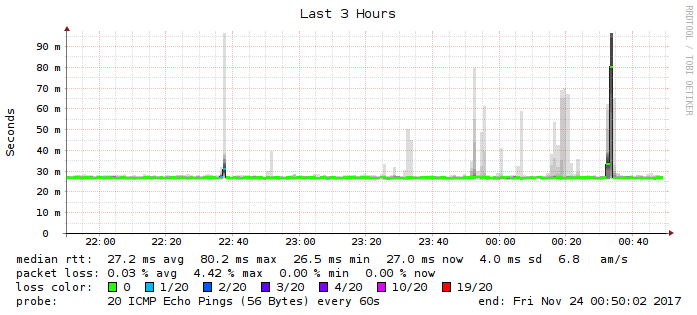 Last 3 Hours
RRDTOOL / TOBI OETIKER
Seconds
90 m
80 m
70 m
60 m
50 m
40 m
30 m
20 m
10 m
0
22:00 22:20 22:40 23:00 23:20 23:40 00:00 00:20 00:40
median rtt: 27.2 ms avg 80.2 ms max 26.5 ms min 27.0 ms now 4.0 ms sd 6.8 am/s
packet loss: 0.03 % avg 4.42 % max 0.00 % min 0.00 % now
loss color: 0 1/20 2/20 3/20 4/20 10/20 19/20
probe: 20 ICMP Echo Pings (56 Bytes) every 60s end: Fri Nov 24 00:50:02 2017